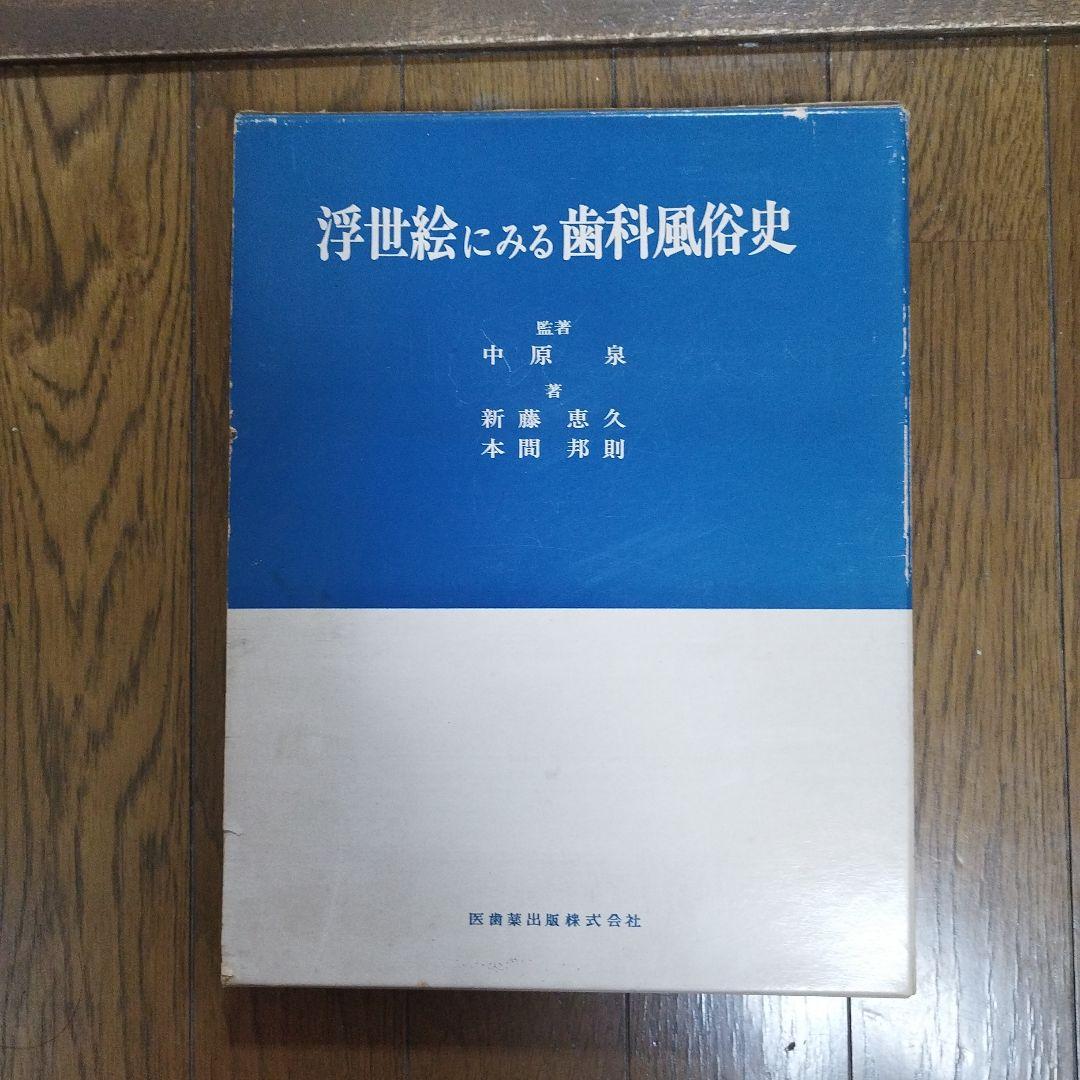 浮世絵にみる歯科風俗史
監著
中原 泉
著
新藤恵久
本間邦則
医歯薬出版株式会社